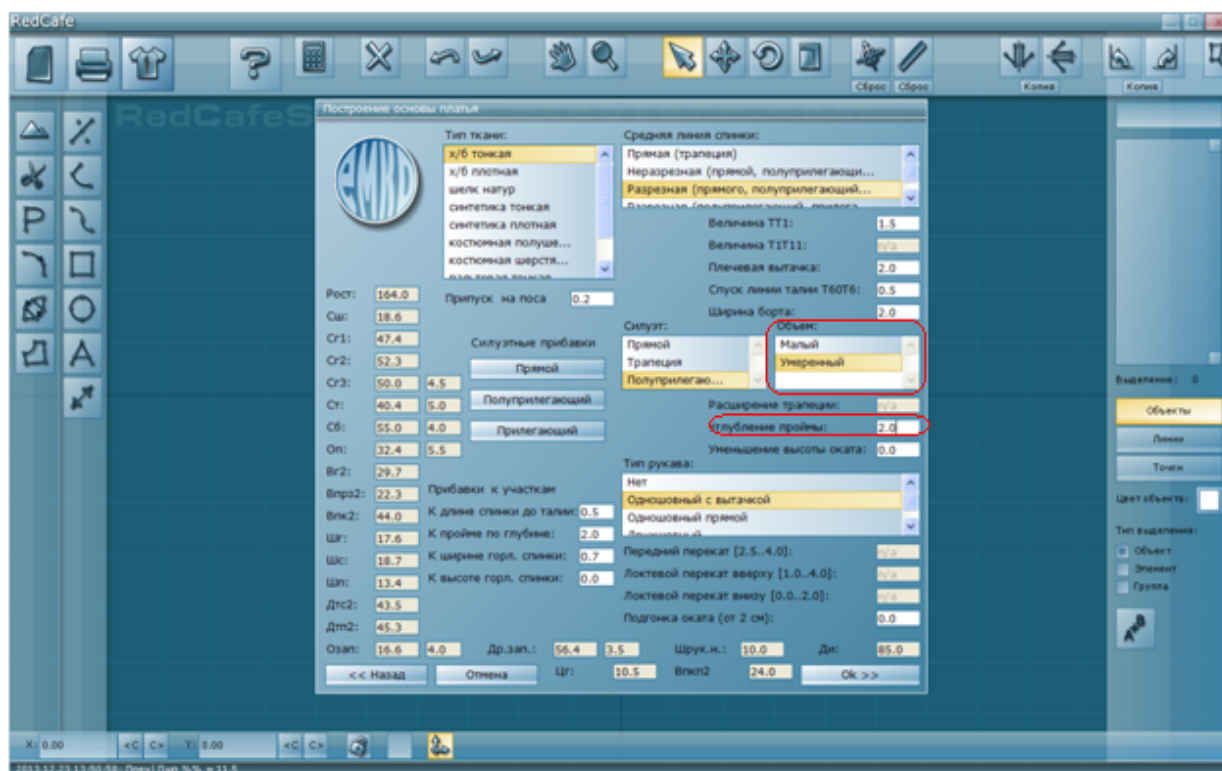 RedCafe
Сброс Сброс
Копия
Копия
Построение основы платья
Тип ткани:
х/б тонкая
х/б плотная
шелк натур
синтетика тонкая
синтетика плотная
костюмная полуше...
костюмная шерстя...
пальтовая тонкая
Средняя линия спинки:
Прямая (трапеция)
Неразрезная (прямой, полуприлегающи...
Разрезная (прямого, полуприлегающий...
Величина ТТ1: 1.5
Величина Т1Т11: n/a
Плечевая вытачка: 2.0
Спуск линии талии Т60Т6: 0.5
Ширина борта: 2.0
Припуск на поса 0.2
Силуэтные прибавки
Прямой
Полуприлегающий
Прилегающий
Силуэт:
Прямой
Трапеция
Полуприлегаю...
Объем:
Малый
Умеренный
Расширение трапеции: n/a
Углубление проймы: 2.0
Уменьшение высоты оката: 0.0
Тип рукава:
Нет
Одношовный с вытачкой
Одношовный прямой
Передний перекат [2.5..4.0]: n/a
Локтевой перекат вверху [1.0..4.0]: n/a
Локтевой перекат внизу [0.0..2.0]: n/a
Подгонка оката (от 2 см): 0.0
Рост: 164.0
Сш: 18.6
Сг1: 47.4
Сг2: 52.3
Сг3: 50.0 4.5
Ст: 40.4 5.0
Сб: 55.0 4.0
Оп: 32.4 5.5
Вг2: 29.7
Впрз2: 22.3
Впк2: 44.0
Шг: 17.6
Шс: 18.7
Шп: 13.4
Дтс2: 43.5
Дтп2: 45.3
Прибавки к участкам
К длине спинки до талии: 0.5
К пройме по глубине: 2.0
К ширине горл. спинки: 0.7
К высоте горл. спинки: 0.0
Озап: 16.6 4.0 Др.зап.: 56.4 3.5 Шрук.н.: 10.0 Ди: 85.0
<< Назад Отмена Цг: 10.5 Впкп2 24.0 Ok >>
Выделение: 0
Объекты
Линии
Точки
Цвет объекта:
Тип выделения:
Объект
Элемент
Группа
X: 0.00 <C C> Y: 0.00 <C C>